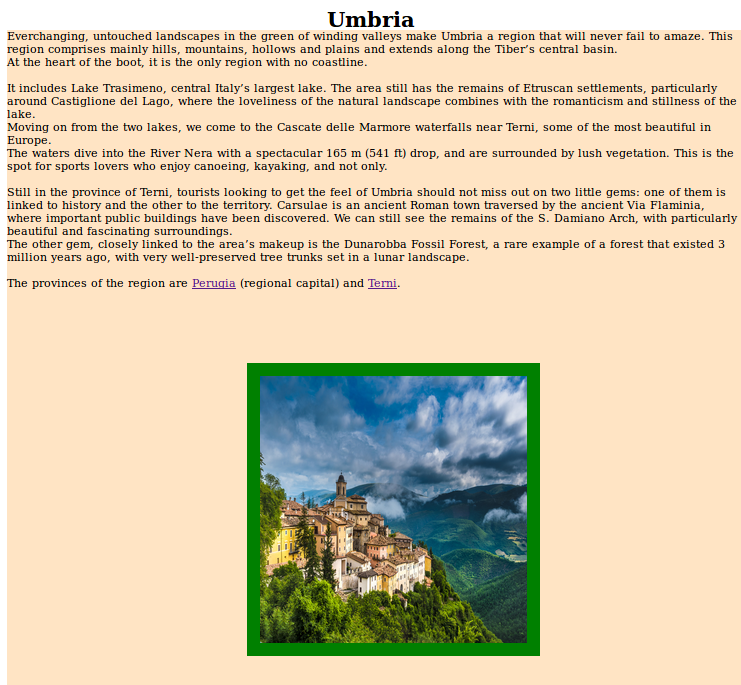 Umbria
Everchanging, untouched landscapes in the green of winding valleys make Umbria a region that will never fail to amaze. This
region comprises mainly hills, mountains, hollows and plains and extends along the Tiber’s central basin.
At the heart of the boot, it is the only region with no coastline.
It includes Lake Trasimeno, central Italy’s largest lake. The area still has the remains of Etruscan settlements, particularly
around Castiglione del Lago, where the loveliness of the natural landscape combines with the romanticism and stillness of the
lake.
Moving on from the two lakes, we come to the Cascate delle Marmore waterfalls near Terni, some of the most beautiful in
Europe.
The waters dive into the River Nera with a spectacular 165 m (541 ft) drop, and are surrounded by lush vegetation. This is the
spot for sports lovers who enjoy canoeing, kayaking, and not only.
Still in the province of Terni, tourists looking to get the feel of Umbria should not miss out on two little gems: one of them is
linked to history and the other to the territory. Carsulae is an ancient Roman town traversed by the ancient Via Flaminia,
where important public buildings have been discovered. We can still see the remains of the S. Damiano Arch, with particularly
beautiful and fascinating surroundings.
The other gem, closely linked to the area’s makeup is the Dunarobba Fossil Forest, a rare example of a forest that existed 3
million years ago, with very well-preserved tree trunks set in a lunar landscape.
The provinces of the region are Perugia (regional capital) and Terni.